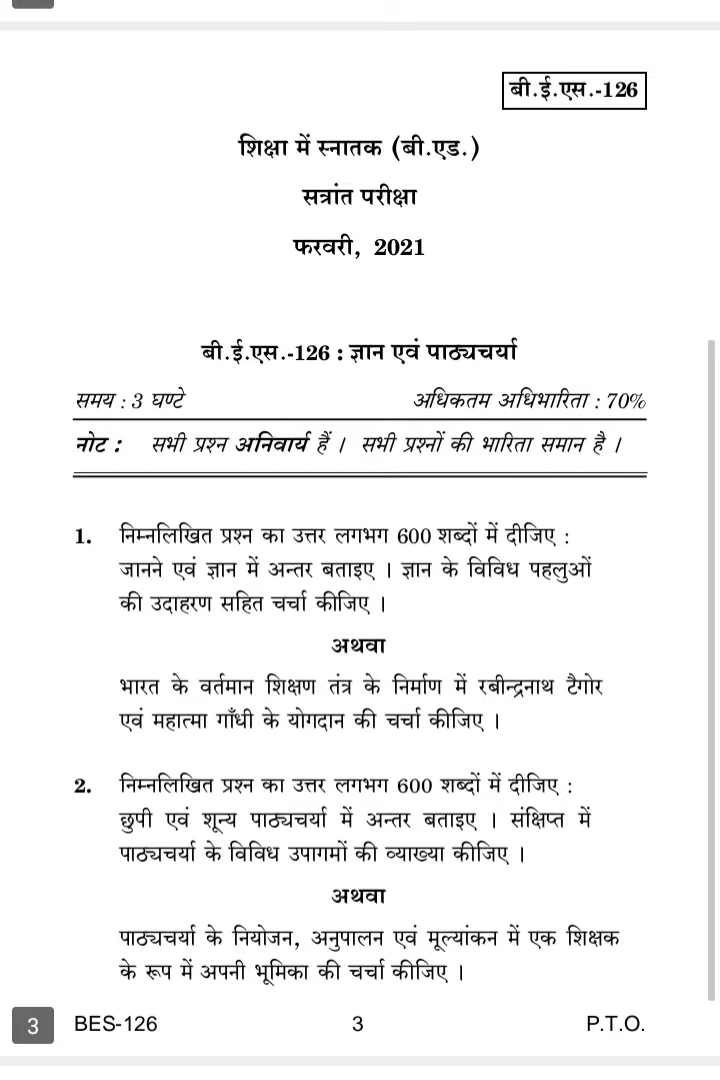 बी.ई.एस.-126
शिक्षा में स्नातक (बी.एड.)
सत्रांत परीक्षा
फरवरी, 2021
बी.ई.एस.-126 : ज्ञान एवं पाठ्यचर्या
समय : 3 घण्टे अधिकतम अधिभारिता : 70%
नोट : सभी प्रश्न अनिवार्य हैं । सभी प्रश्नों की भारिता समान है ।
1. निम्नलिखित प्रश्न का उत्तर लगभग 600 शब्दों में दीजिए :
जानने एवं ज्ञान में अन्तर बताइए । ज्ञान के विविध पहलुओं
की उदाहरण सहित चर्चा कीजिए ।
अथवा
भारत के वर्तमान शिक्षण तंत्र के निर्माण में रबीन्द्रनाथ टैगोर
एवं महात्मा गाँधी के योगदान की चर्चा कीजिए ।
2. निम्नलिखित प्रश्न का उत्तर लगभग 600 शब्दों में दीजिए :
छुपी एवं शून्य पाठ्यचर्या में अन्तर बताइए । संक्षिप्त में
पाठ्यचर्या के विविध उपागमों की व्याख्या कीजिए ।
अथवा
पाठ्यचर्या के नियोजन, अनुपालन एवं मूल्यांकन में एक शिक्षक
के रूप में अपनी भूमिका की चर्चा कीजिए ।
3 BES-126 3 P.T.O.